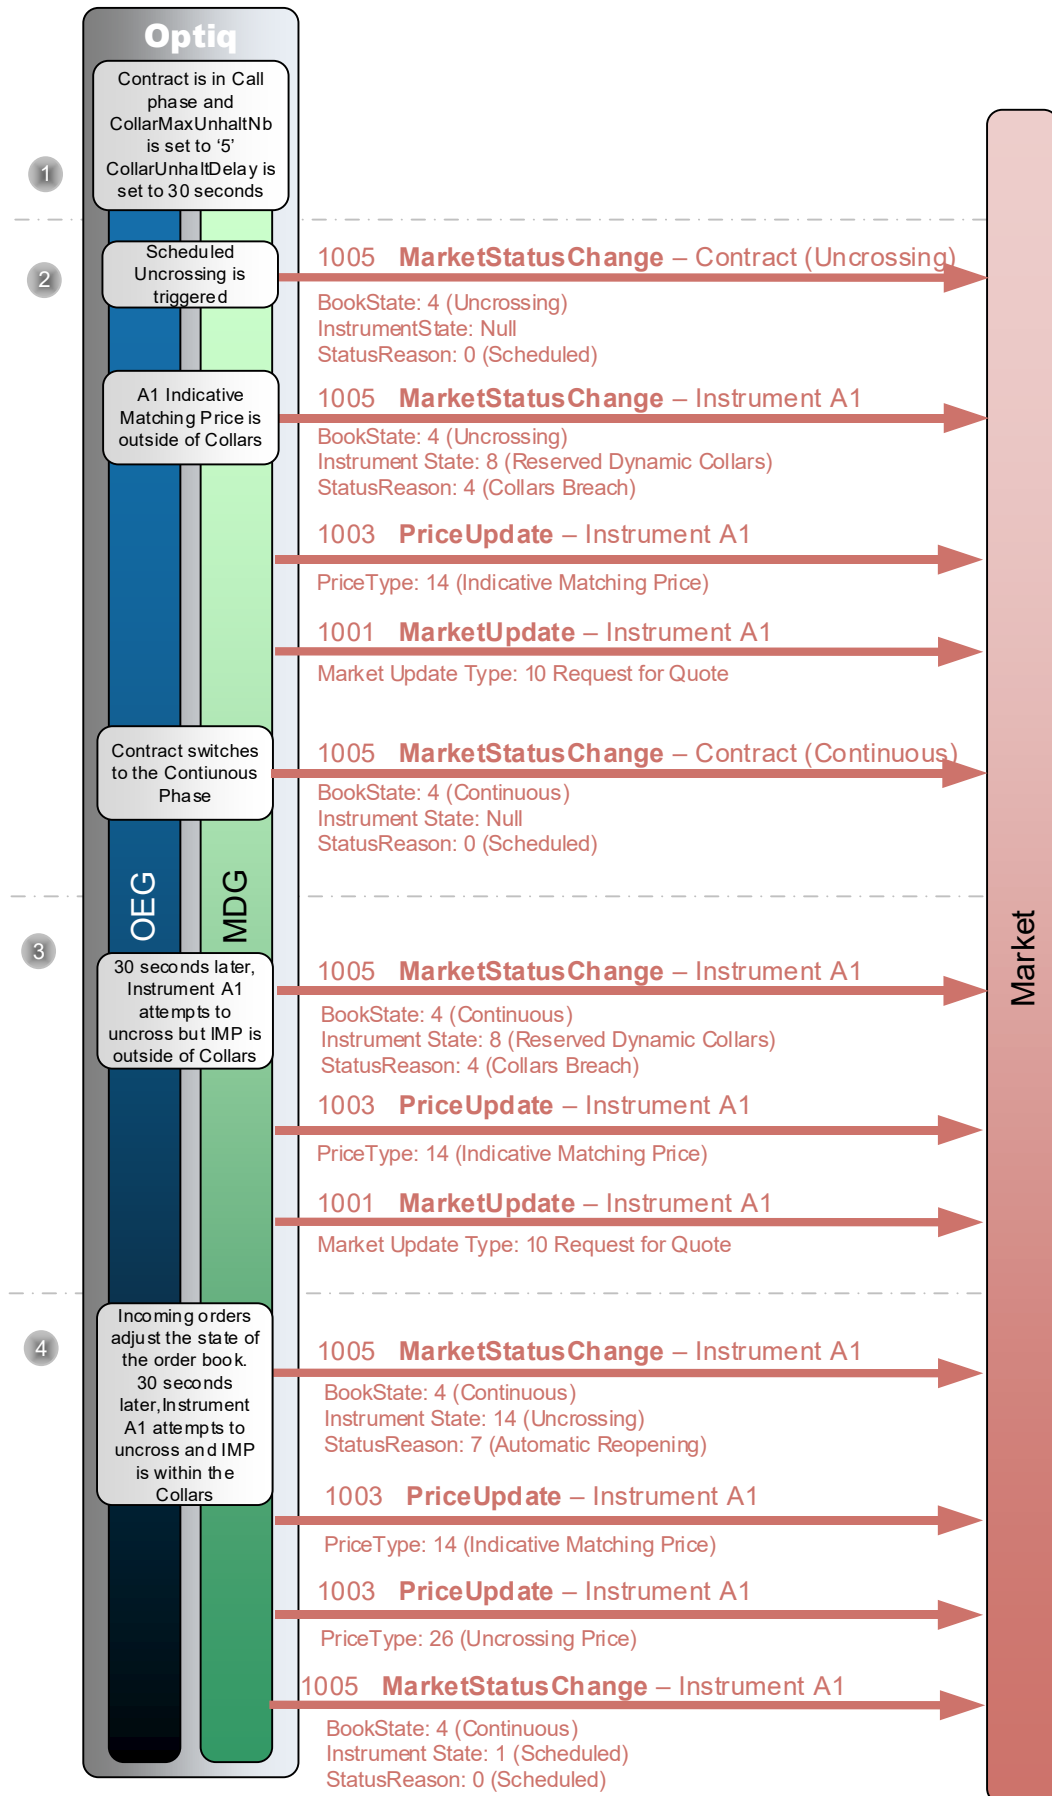 Optiq
Contract is in Call
phase and
CollarMaxUnhaltNb
is set to ‘5’
CollarUnhaltDelay is
set to 30 seconds
1
2
Scheduled
Uncrossing is
triggered
1005 MarketStatusChange – Contract (Uncrossing)
BookState: 4 (Uncrossing)
InstrumentState: Null
StatusReason: 0 (Scheduled)
A1 Indicative
Matching Price is
outside of Collars
1005 MarketStatusChange – Instrument A1
BookState: 4 (Uncrossing)
Instrument State: 8 (Reserved Dynamic Collars)
StatusReason: 4 (Collars Breach)
1003 PriceUpdate – Instrument A1
PriceType: 14 (Indicative Matching Price)
1001 MarketUpdate – Instrument A1
Market Update Type: 10 Request for Quote
Contract switches
to the Contiunous
Phase
1005 MarketStatusChange – Contract (Continuous)
BookState: 4 (Continuous)
Instrument State: Null
StatusReason: 0 (Scheduled)
OEG
MDG
Market
3
30 seconds later,
Instrument A1
attempts to
uncross but IMP is
outside of Collars
1005 MarketStatusChange – Instrument A1
BookState: 4 (Continuous)
Instrument State: 8 (Reserved Dynamic Collars)
StatusReason: 4 (Collars Breach)
1003 PriceUpdate – Instrument A1
PriceType: 14 (Indicative Matching Price)
1001 MarketUpdate – Instrument A1
Market Update Type: 10 Request for Quote
4
Incoming orders
adjust the state of
the order book.
30 seconds
later,Instrument
A1 attempts to
uncross and IMP
is within the
Collars
1005 MarketStatusChange – Instrument A1
BookState: 4 (Continuous)
Instrument State: 14 (Uncrossing)
StatusReason: 7 (Automatic Reopening)
1003 PriceUpdate – Instrument A1
PriceType: 14 (Indicative Matching Price)
1003 PriceUpdate – Instrument A1
PriceType: 26 (Uncrossing Price)
1005 MarketStatusChange – Instrument A1
BookState: 4 (Continuous)
Instrument State: 1 (Scheduled)
StatusReason: 0 (Scheduled)